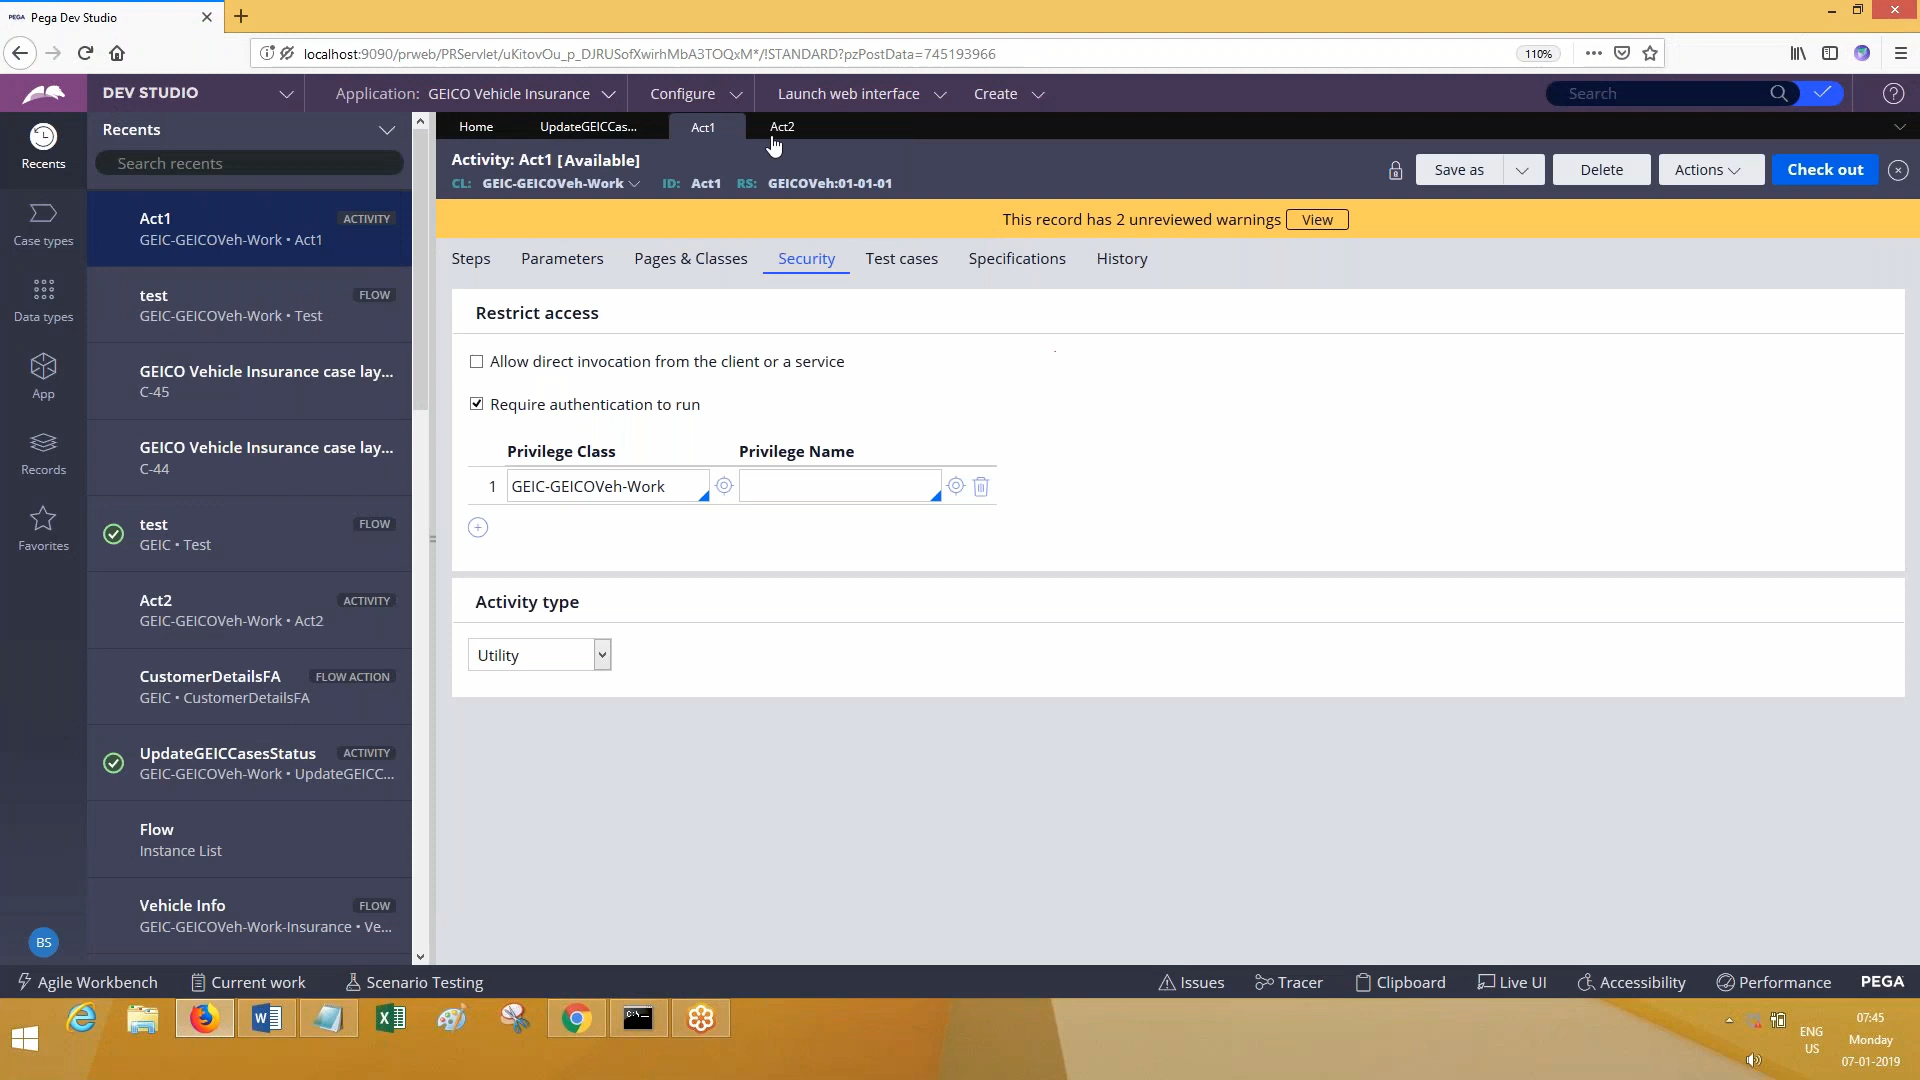 PEGA Pega Dev Studio
localhost:9090/prweb/PRServlet/uKitovOu_p_DJRUSofXwirhMbA3TOQxM*/!STANDARD?pzPostData=745193966
110%
DEV STUDIO
Application: GEICO Vehicle Insurance
Configure
Launch web interface
Create
Search
Recents
Case types
Data types
App
Records
Favorites
BS
Recents
Search recents
Act1 ACTIVITY
GEIC-GEICOVeh-Work • Act1
test FLOW
GEIC-GEICOVeh-Work • Test
GEICO Vehicle Insurance case lay...
C-45
GEICO Vehicle Insurance case lay...
C-44
test FLOW
GEIC • Test
Act2 ACTIVITY
GEIC-GEICOVeh-Work • Act2
CustomerDetailsFA FLOW ACTION
GEIC • CustomerDetailsFA
UpdateGEICCasesStatus ACTIVITY
GEIC-GEICOVeh-Work • UpdateGEICC...
Flow
Instance List
Vehicle Info FLOW
GEIC-GEICOVeh-Work-Insurance • Ve...
Home UpdateGEICCas... Act1 Act2
Activity: Act1 [Available]
CL: GEIC-GEICOVeh-Work ID: Act1 RS: GEICOVeh:01-01-01
Save as
Delete
Actions
Check out
This record has 2 unreviewed warnings View
Steps Parameters Pages & Classes Security Test cases Specifications History
Restrict access
Allow direct invocation from the client or a service
Require authentication to run
Privilege Class Privilege Name
1 GEIC-GEICOVeh-Work
Activity type
Utility
Agile Workbench Current work Scenario Testing
Issues Tracer Clipboard Live UI Accessibility Performance PEGA
ENG
US
07:45
Monday
07-01-2019